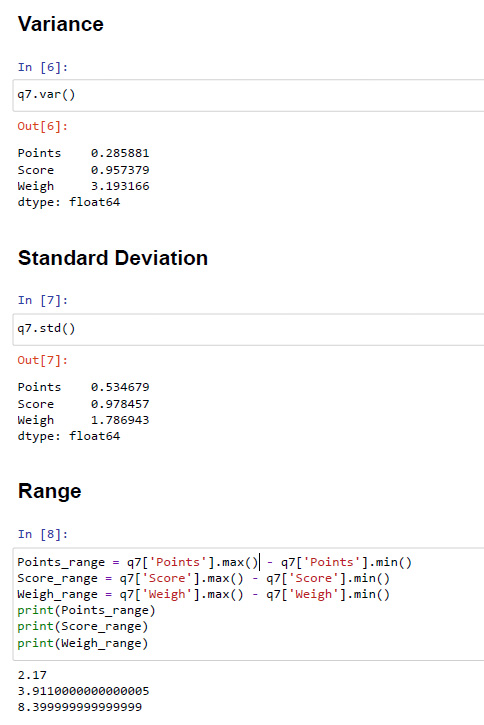 Variance
In [6]:
q7.var()
Out[6]:
Points    0.285881
Score     0.957379
Weigh     3.193166
dtype: float64
Standard Deviation
In [7]:
q7.std()
Out[7]:
Points    0.534679
Score     0.978457
Weigh     1.786943
dtype: float64
Range
In [8]:
Points_range = q7['Points'].max() - q7['Points'].min()
Score_range = q7['Score'].max() - q7['Score'].min()
Weigh_range = q7['Weigh'].max() - q7['Weigh'].min()
print(Points_range)
print(Score_range)
print(Weigh_range)
2.17
3.9110000000000005
8.399999999999999